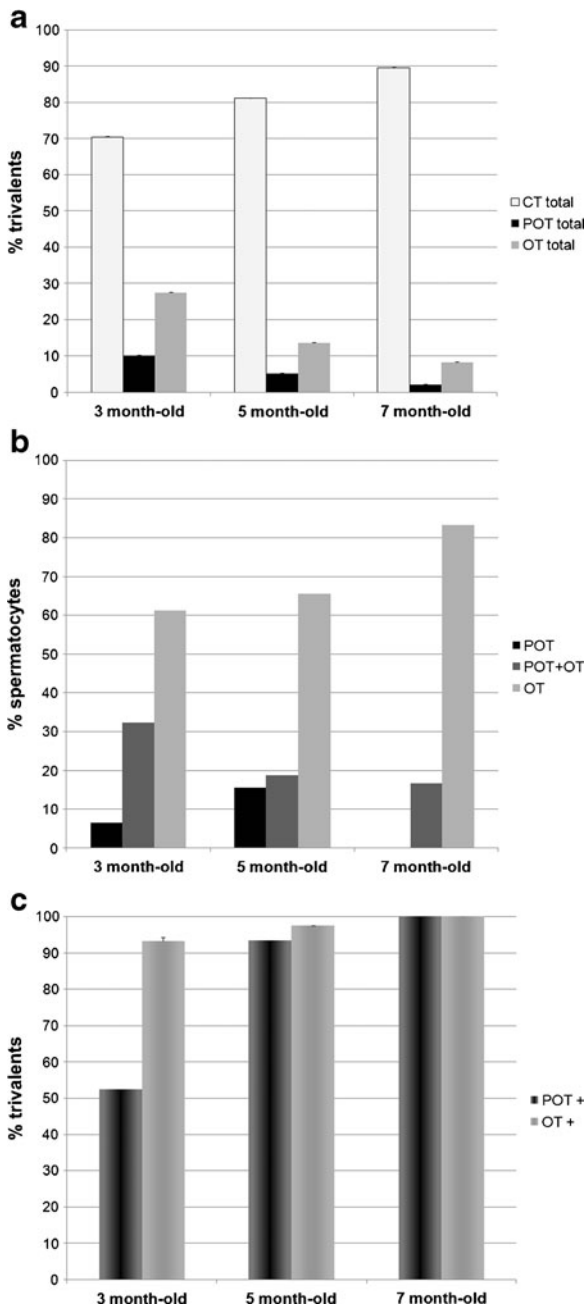 a
% trivalents
100
90
80
70
60
50
40
30
20
10
0
3 month-old 5 month-old 7 month-old
CT total
POT total
OT total
b
% spermatocytes
100
90
80
70
60
50
40
30
20
10
0
3 month-old 5 month-old 7 month-old
POT
POT+OT
OT
c
% trivalents
100
90
80
70
60
50
40
30
20
10
0
3 month-old 5 month-old 7 month-old
POT +
OT +